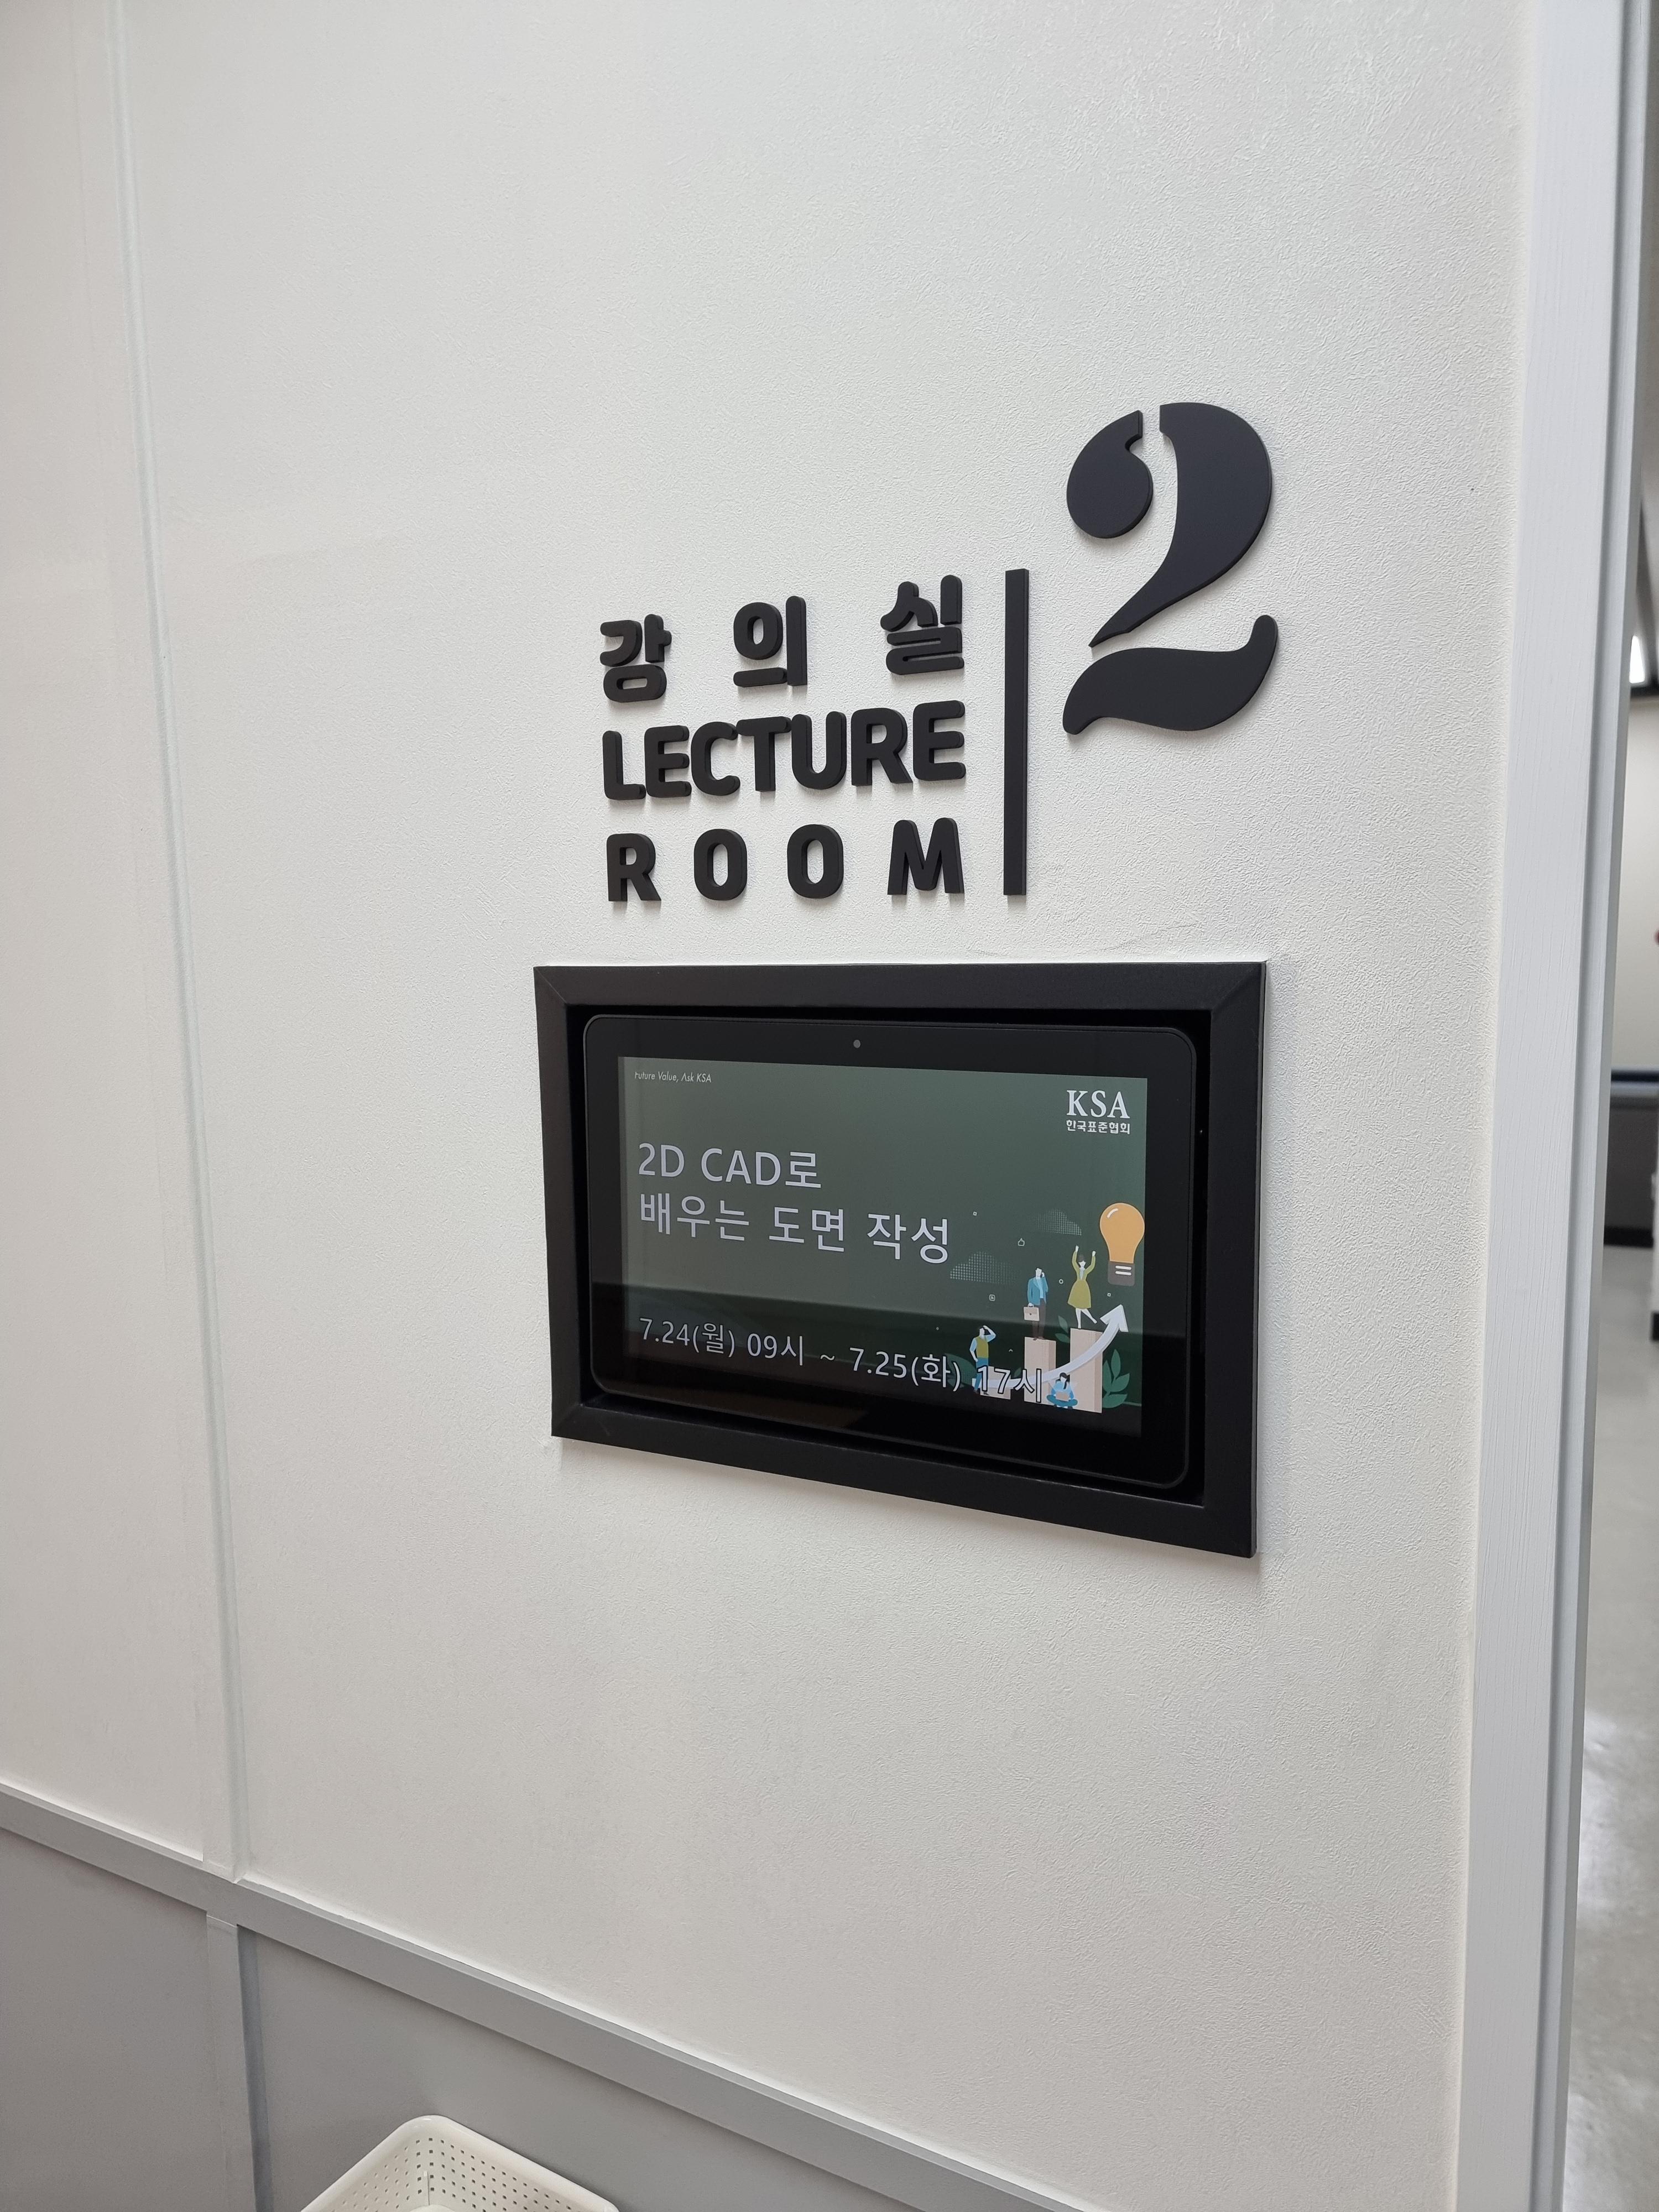 강의실
LECTURE
ROOM
2
Future Value, Ask KSA
KSA
한국표준협회
2D CAD로
배우는 도면 작성
7.24(월) 09시 ~ 7.25(화) 17시